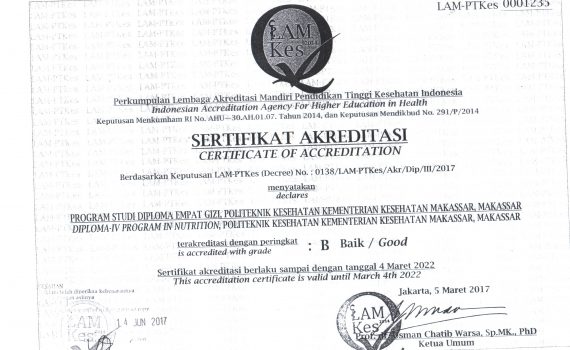 LAM-PTKes 0001235
LAM
Kes
Perkumpulan Lembaga Akreditasi Mandiri Pendidikan Tinggi Kesehatan Indonesia
Indonesian Accreditation Agency For Higher Education in Health
Keputusan Menkumham RI No. AHU-30.AH.01.07. Tahun 2014, dan Keputusan Mendikbud No. 291/P/2014
SERTIFIKAT AKREDITASI
CERTIFICATE OF ACCREDITATION
Berdasarkan Keputusan LAM-PTKes (Decree) No. : 0138/LAM-PTKes/Akr/Dip/III/2017
menyatakan
declares
PROGRAM STUDI DIPLOMA EMPAT GIZI, POLITEKNIK KESEHATAN KEMENTERIAN KESEHATAN MAKASSAR, MAKASSAR
DIPLOMA-IV PROGRAM IN NUTRITION, POLITEKNIK KESEHATAN KEMENTERIAN KESEHATAN MAKASSAR, MAKASSAR
terakreditasi dengan peringkat
is accredited with grade
: B Baik / Good
Sertifikat akreditasi berlaku sampai dengan tanggal 4 Maret 2022
This accreditation certificate is valid until March 4th 2022
Jakarta, 5 Maret 2017
14 JUN 2017
LAM
Kes
LAM
Kes
Chatib Warsa, Sp.MK., PhD
Ketua Umum